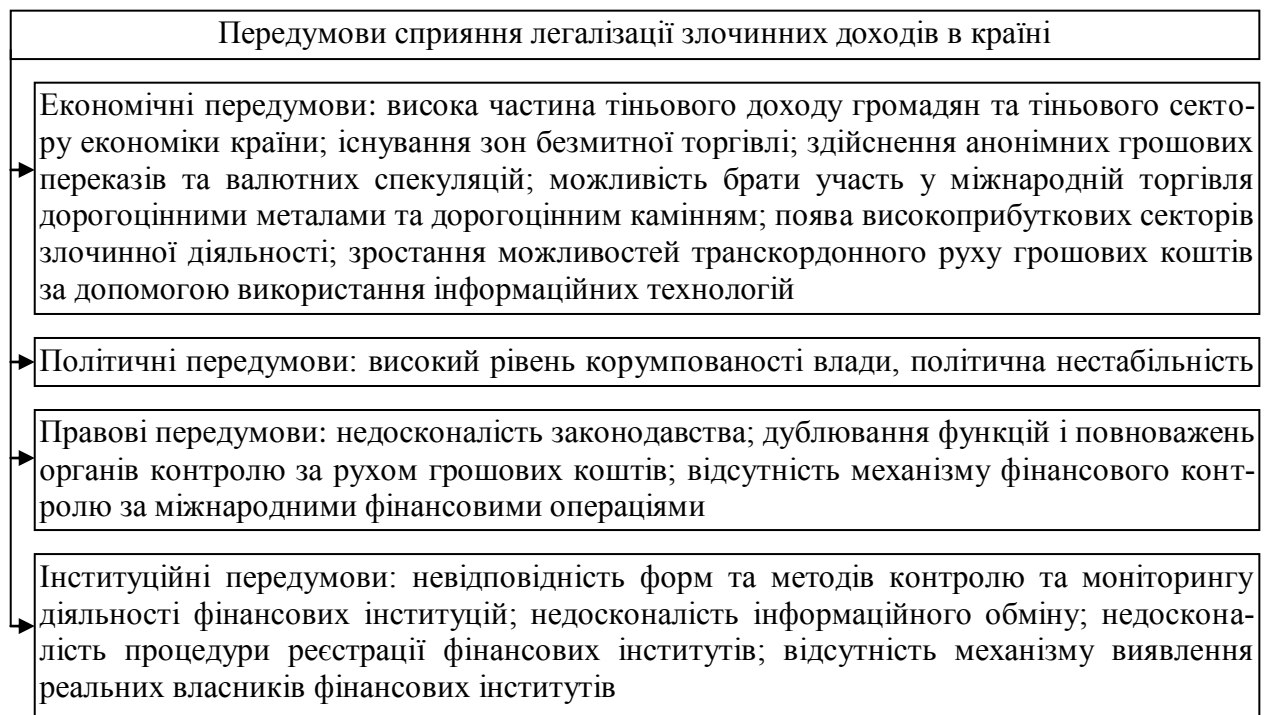 Передумови сприяння легалізації злочинних доходів в країні
Економічні передумови: висока частина тіньового доходу громадян та тіньового секто-
ру економіки країни; існування зон безмитної торгівлі; здійснення анонімних грошових
переказів та валютних спекуляцій; можливість брати участь у міжнародній торгівля
дорогоцінними металами та дорогоцінним камінням; поява високоприбуткових секторів
злочинної діяльності; зростання можливостей транскордонного руху грошових коштів
за допомогою використання інформаційних технологій
Політичні передумови: високий рівень корумпованості влади, політична нестабільність
Правові передумови: недосконалість законодавства; дублювання функцій і повноважень
органів контролю за рухом грошових коштів; відсутність механізму фінансового конт-
ролю за міжнародними фінансовими операціями
Інституційні передумови: невідповідність форм та методів контролю та моніторингу
діяльності фінансових інституцій; недосконалість інформаційного обміну; недоскона-
лість процедури реєстрації фінансових інститутів; відсутність механізму виявлення
реальних власників фінансових інститутів